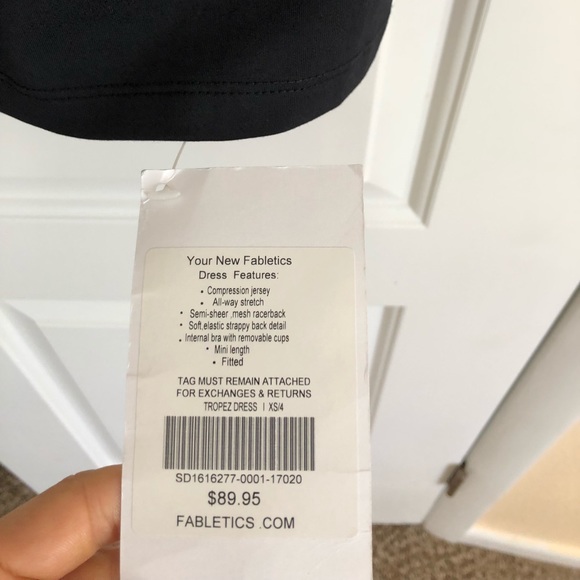 Your New Fabletics
Dress Features:
• Compression jersey
• All-way stretch
• Semi-sheer ,mesh racerback
• Soft,elastic strappy back detail
• Internal bra with removable cups
• Mini length
• Fitted
TAG MUST REMAIN ATTACHED
FOR EXCHANGES & RETURNS
TROPEZ DRESS | XS/4
SD1616277-0001-17020
$89.95
FABLETICS .COM